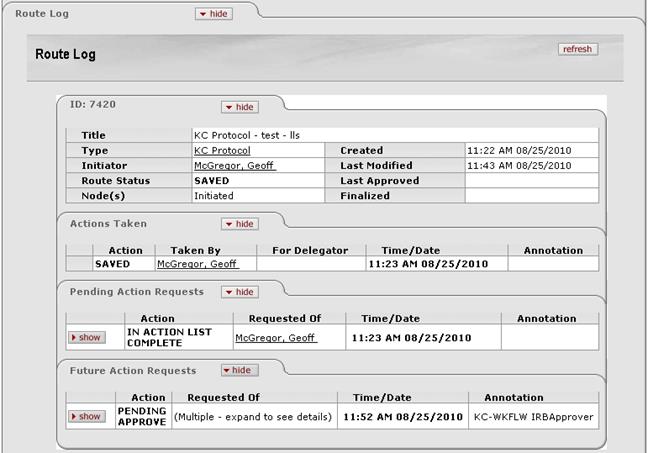 Route Log hide
Route Log refresh
ID: 7420 hide
Title KC Protocol - test - lls
Type KC Protocol Created 11:22 AM 08/25/2010
Initiator McGregor, Geoff Last Modified 11:43 AM 08/25/2010
Route Status SAVED Last Approved
Node(s) Initiated Finalized
Actions Taken hide
Action Taken By For Delegator Time/Date Annotation
SAVED McGregor, Geoff 11:23 AM 08/25/2010
Pending Action Requests hide
Action Requested Of Time/Date Annotation
show IN ACTION LIST McGregor, Geoff 11:23 AM 08/25/2010
COMPLETE
Future Action Requests hide
Action Requested Of Time/Date Annotation
show PENDING (Multiple - expand to see details) 11:52 AM 08/25/2010 KC-WKFLW IRBApprover
APPROVE